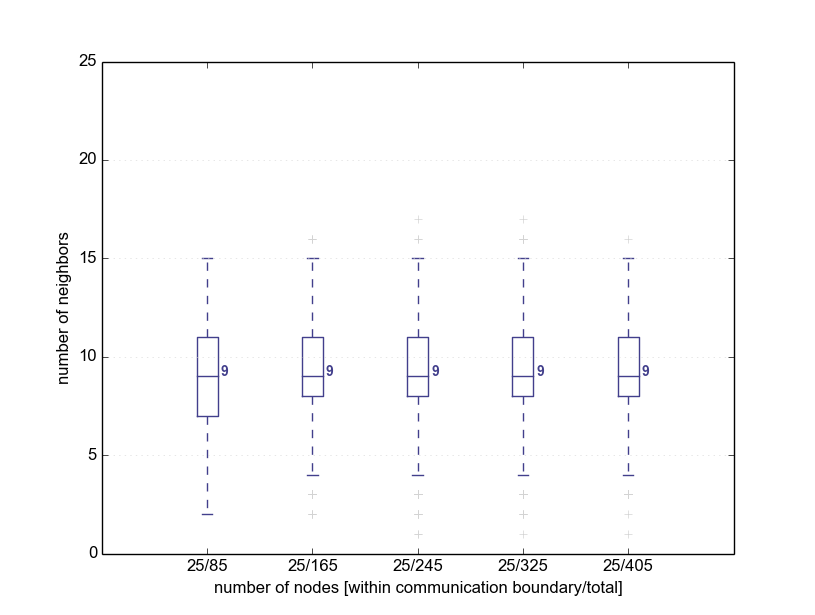 25
20
15
10
5
0
number of neighbors
9 9 9 9 9
25/85 25/165 25/245 25/325 25/405
number of nodes [within communication boundary/total]